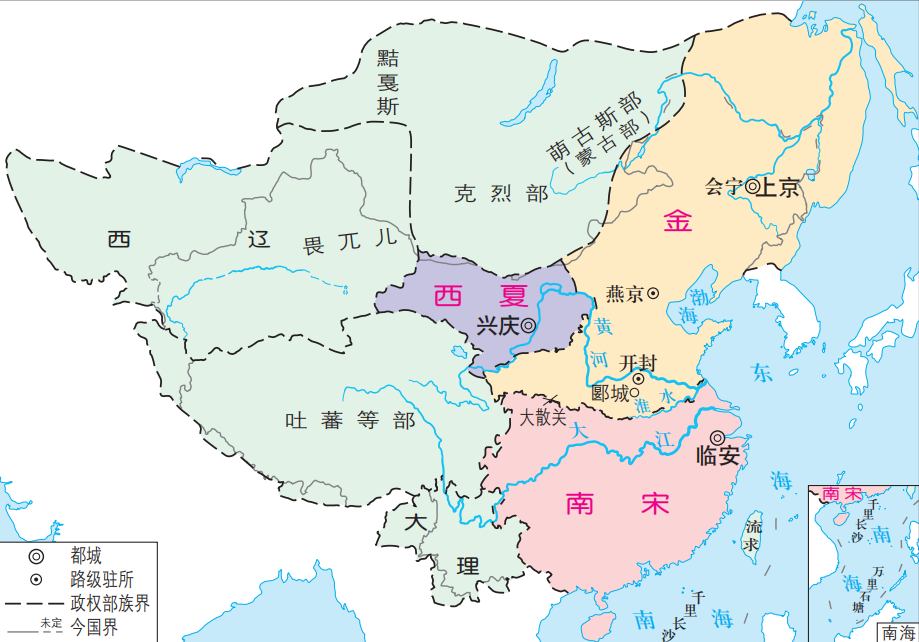 黠戛斯
萌古斯部
（蒙古部）
克烈部
会宁
上京
金
西辽
畏兀儿
西夏
兴庆
燕京
渤海
黄河
开封
郾城
淮水
大散关
东海
吐蕃等部
大江
临安
南宋
大理
流求
南海
千里长沙
都城
路级驻所
政权部族界
未定
今国界
南宋
千里长沙
南海
万里石塘
南海